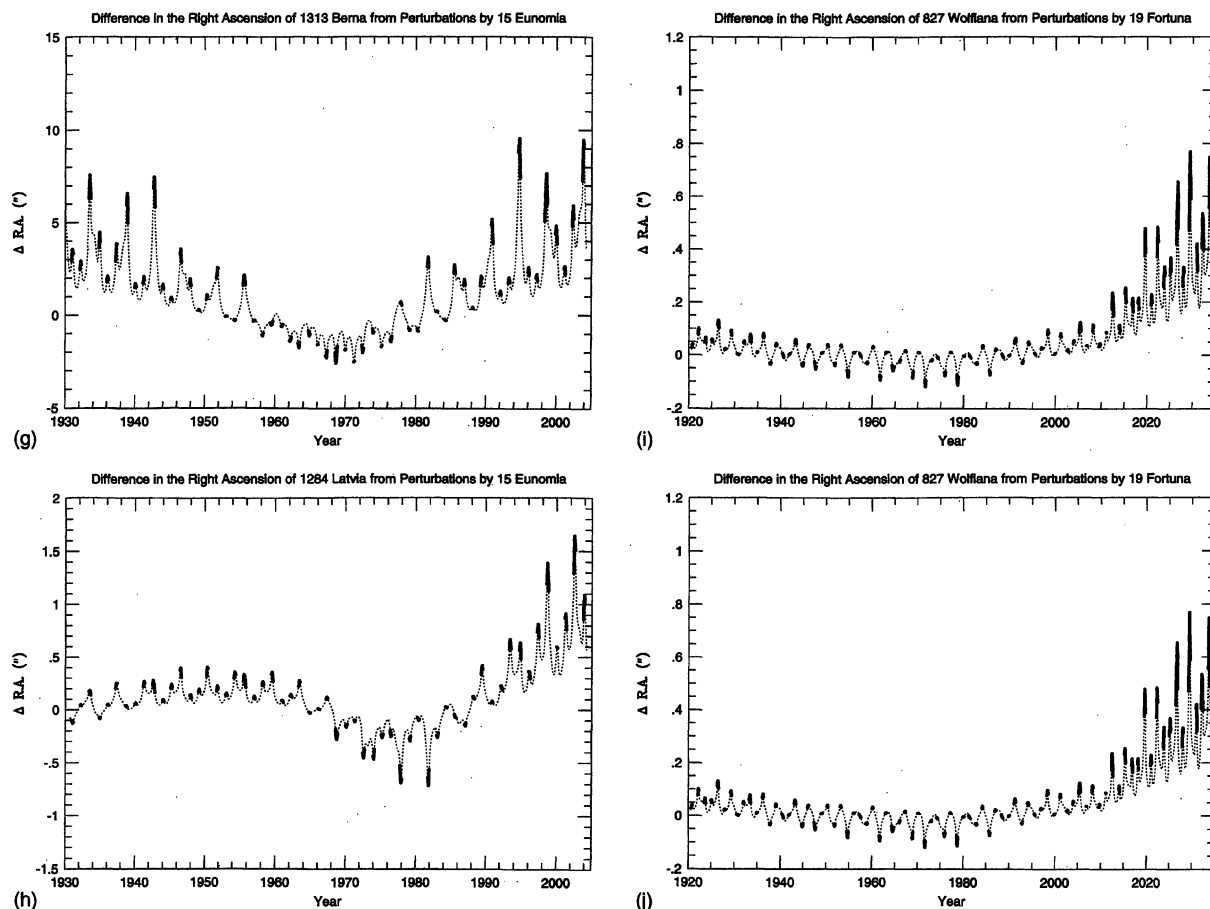 Difference in the Right Ascension of 1313 Berna from Perturbations by 15 Eunomia
15
10
5
0
-5
Δ R.A. (")
1930 1940 1950 1960 1970 1980 1990 2000
Year
(g)
Difference in the Right Ascension of 827 Wolfiana from Perturbations by 19 Fortuna
1.2
1
.8
.6
.4
.2
0
-.2
Δ R.A. (")
1920 1940 1960 1980 2000 2020
Year
(i)
Difference in the Right Ascension of 1284 Latvia from Perturbations by 15 Eunomia
2
1.5
1
.5
0
-.5
-1
-1.5
Δ R.A. (")
1930 1940 1950 1960 1970 1980 1990 2000
Year
(h)
Difference in the Right Ascension of 827 Wolfiana from Perturbations by 19 Fortuna
1.2
1
.8
.6
.4
.2
0
-.2
Δ R.A. (")
1920 1940 1960 1980 2000 2020
Year
(j)